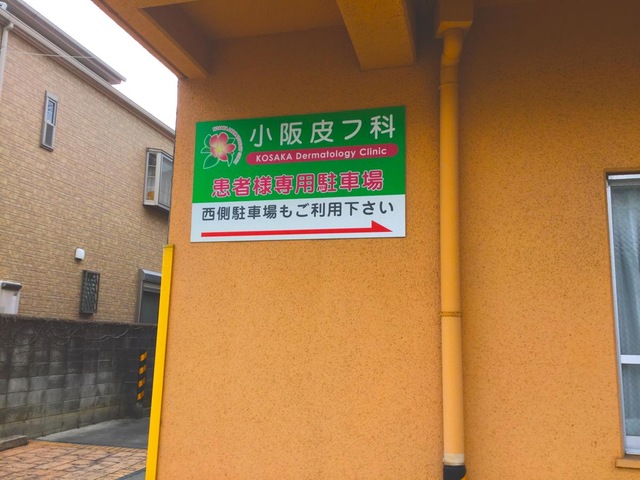 小阪皮フ科
KOSAKA Dermatology Clinic
患者様専用駐車場
西側駐車場もご利用下さい